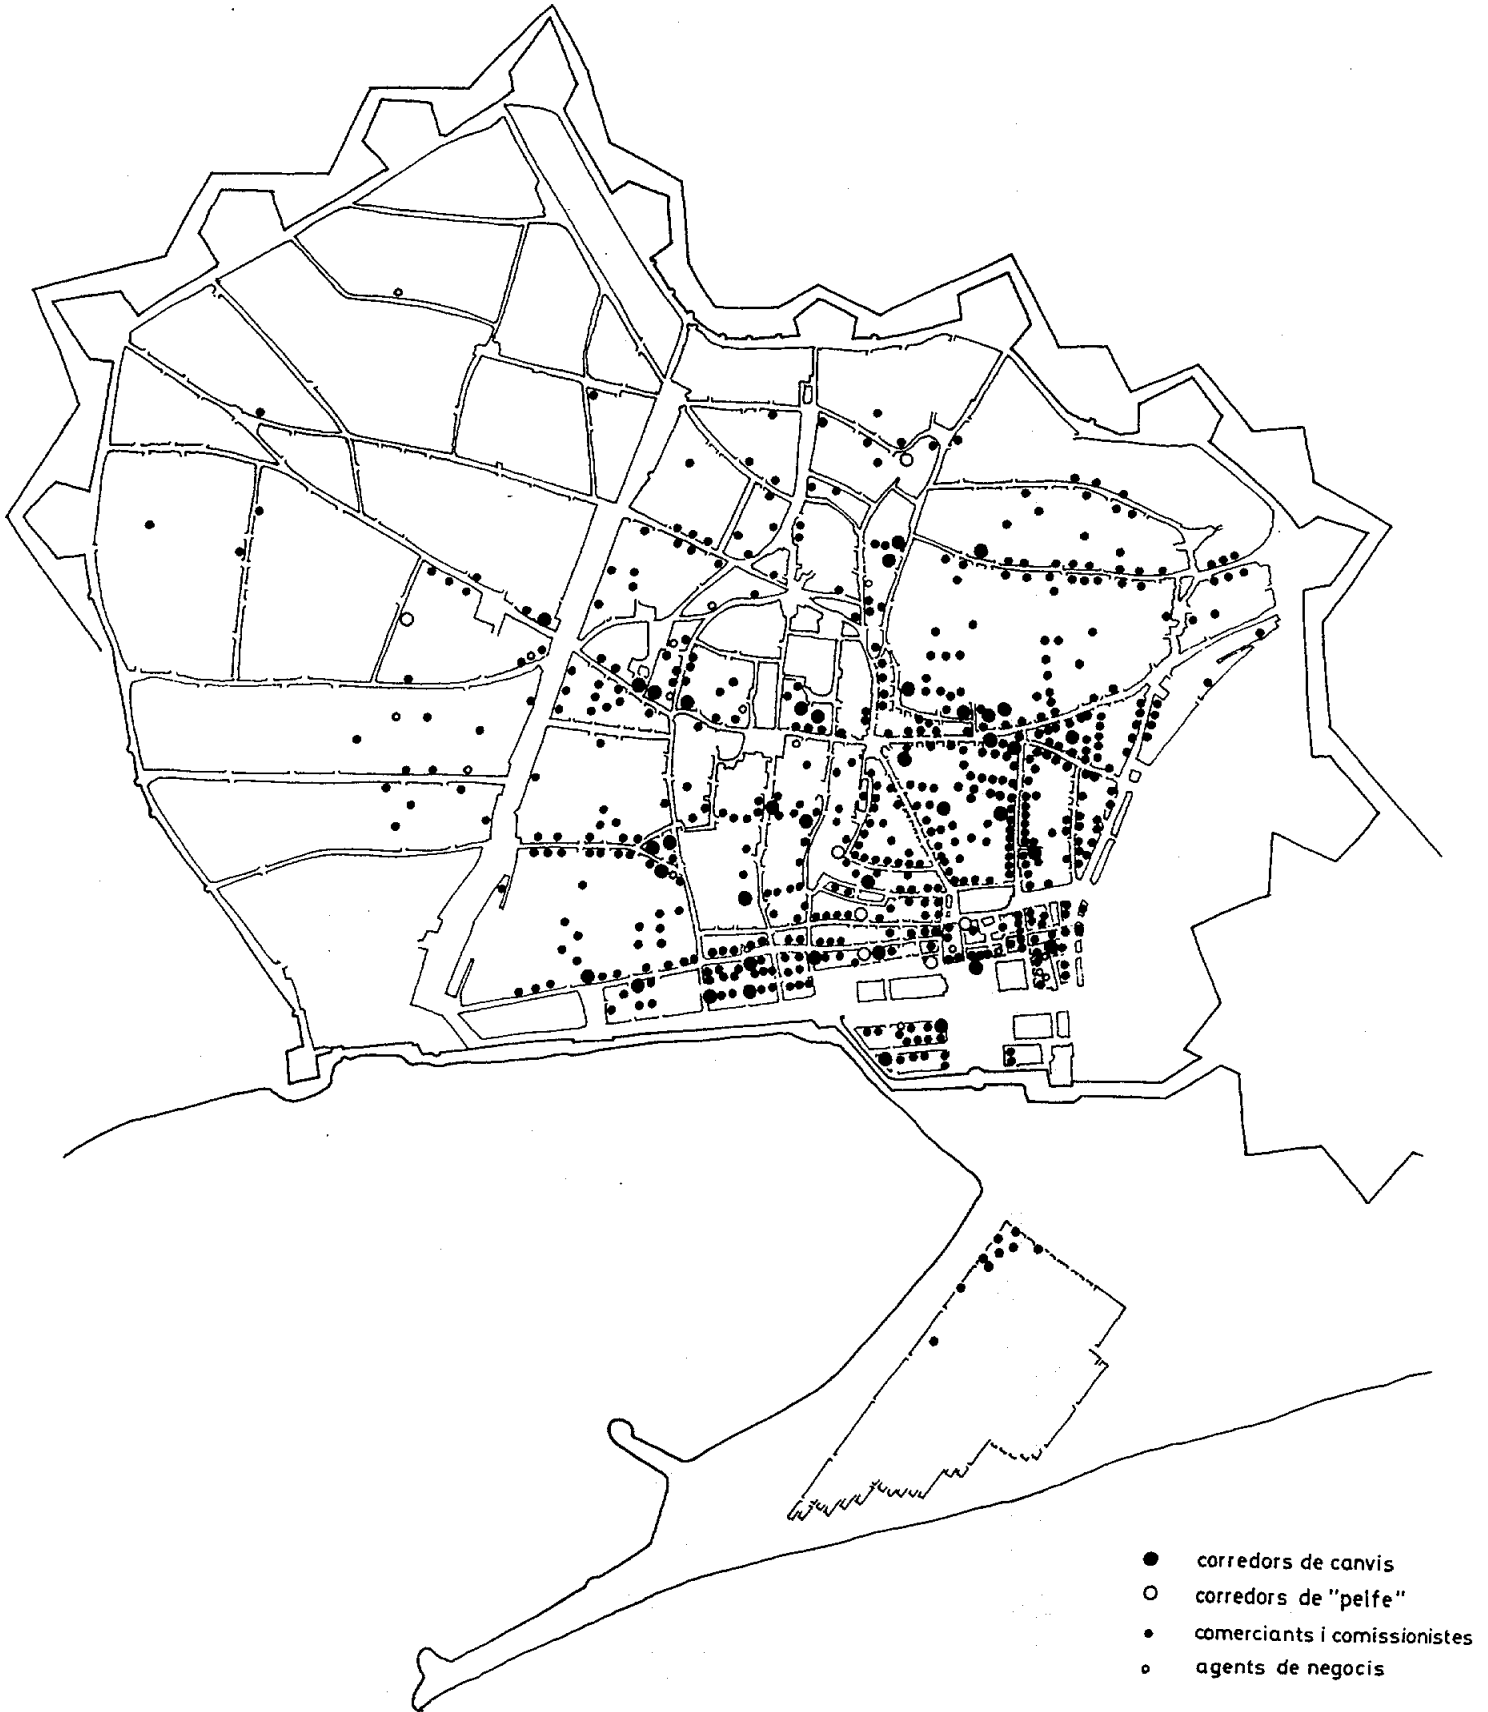 corredors de canvis
corredors de "pelfe"
comerciants i comissionistes
agents de negocis